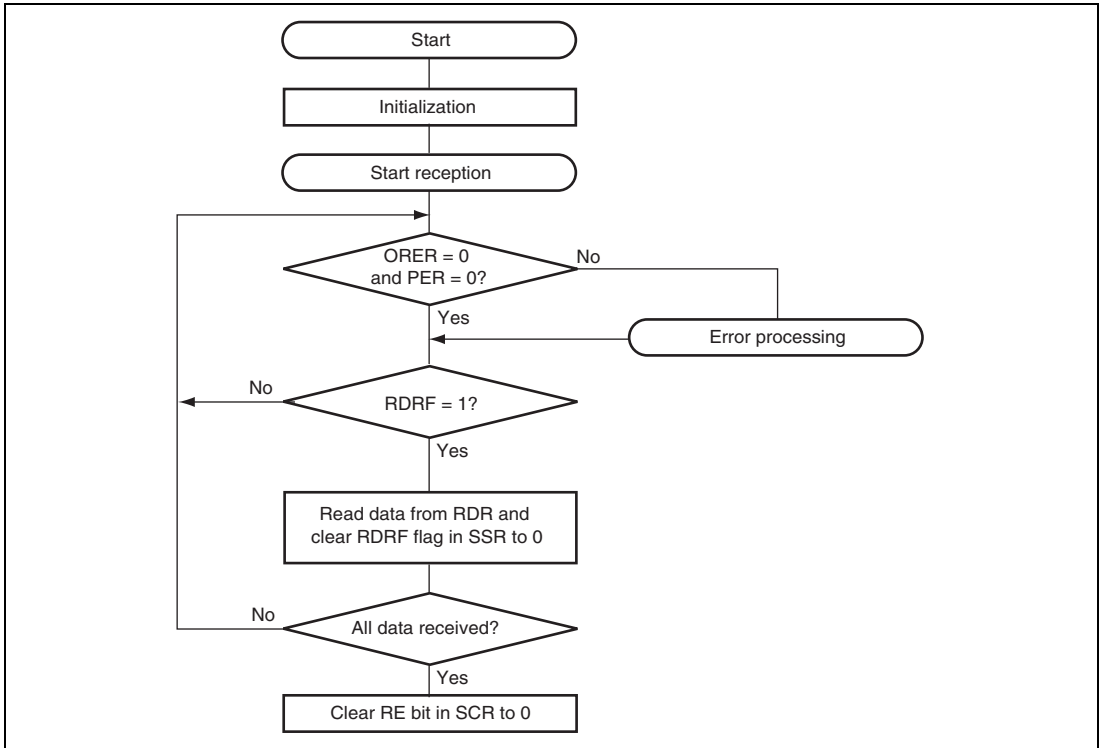 Start
Initialization
Start reception
ORER = 0
and PER = 0?
No
Yes
Error processing
No
RDRF = 1?
Yes
Read data from RDR and
clear RDRF flag in SSR to 0
No
All data received?
Yes
Clear RE bit in SCR to 0